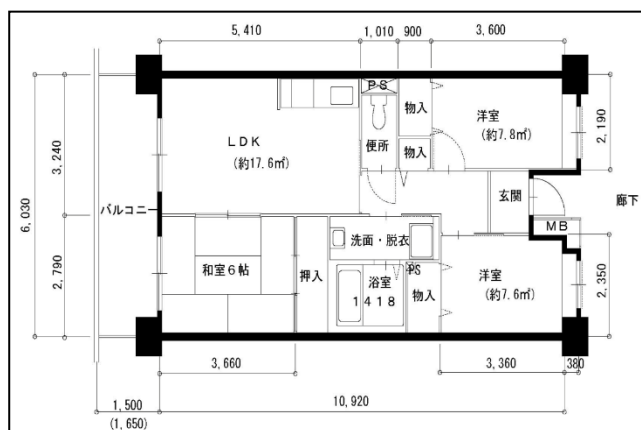 5,410
1,010
900
3,600
PS
物入
洋室
(約7.8㎡)
2,190
LDK
(約17.6㎡)
便所
物入
3,240
6,030
バルコニー
玄関
廊下
MB
洗面・脱衣
2,790
和室6帖
押入
浴室
1418
PS
物入
洋室
(約7.6㎡)
2,350
3,660
3,360
380
1,500
10,920
(1,650)